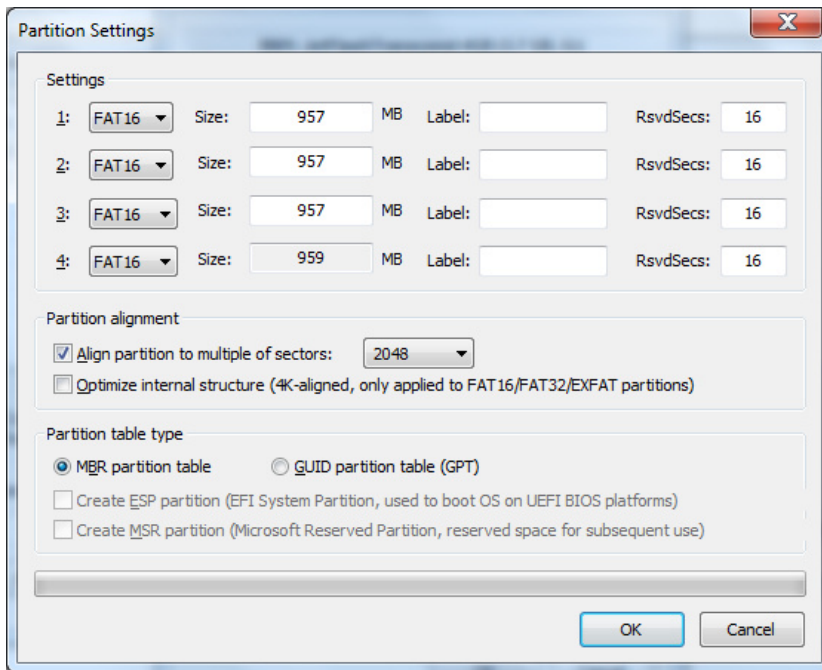 Partition Settings
Settings
1: FAT16 Size: 957 MB Label: RsvdSecs: 16
2: FAT16 Size: 957 MB Label: RsvdSecs: 16
3: FAT16 Size: 957 MB Label: RsvdSecs: 16
4: FAT16 Size: 959 MB Label: RsvdSecs: 16
Partition alignment
Align partition to multiple of sectors: 2048
Optimize internal structure (4K-aligned, only applied to FAT16/FAT32/EXFAT partitions)
Partition table type
MBR partition table GUID partition table (GPT)
Create ESP partition (EFI System Partition, used to boot OS on UEFI BIOS platforms)
Create MSR partition (Microsoft Reserved Partition, reserved space for subsequent use)
OK Cancel